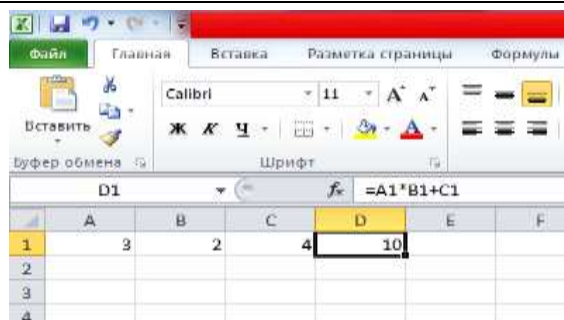 Файл Главная Вставка Разметка страницы Формулы
Вставить
Calibri 11 A A
Ж К Ч A
Буфер обмена Шрифт
D1 fx =A1*B1+C1
A B C D E F
1 3 2 4 10
2
3
4